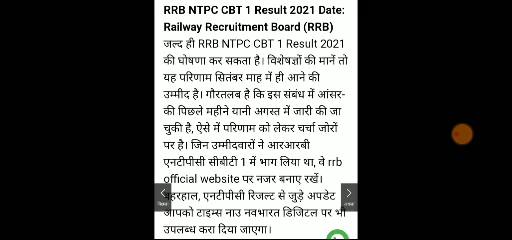 RRB NTPC CBT 1 Result 2021 Date:
Railway Recruitment Board (RRB)
जल्द ही RRB NTPC CBT 1 Result 2021
की घोषणा कर सकता है। विशेषज्ञों की मानें तो
यह परिणाम सितंबर माह में ही आने की
उम्मीद है। गौरतलब है कि इस संबंध में आंसर-
की पिछले महीने यानी अगस्त में जारी की जा
चुकी है, ऐसे में परिणाम को लेकर चर्चा जोरों
पर है। जिन उम्मीदवारों ने आरआरबी
एनटीपीसी सीबीटी 1 में भाग लिया था, वे rrb
official website पर नजर बनाए रखें।
एनटीपीसी रिजल्ट से जुड़े अपडेट
आपको टाइम्स नाउ नवभारत डिजिटल पर भी
उपलब्ध करा दिया जाएगा।